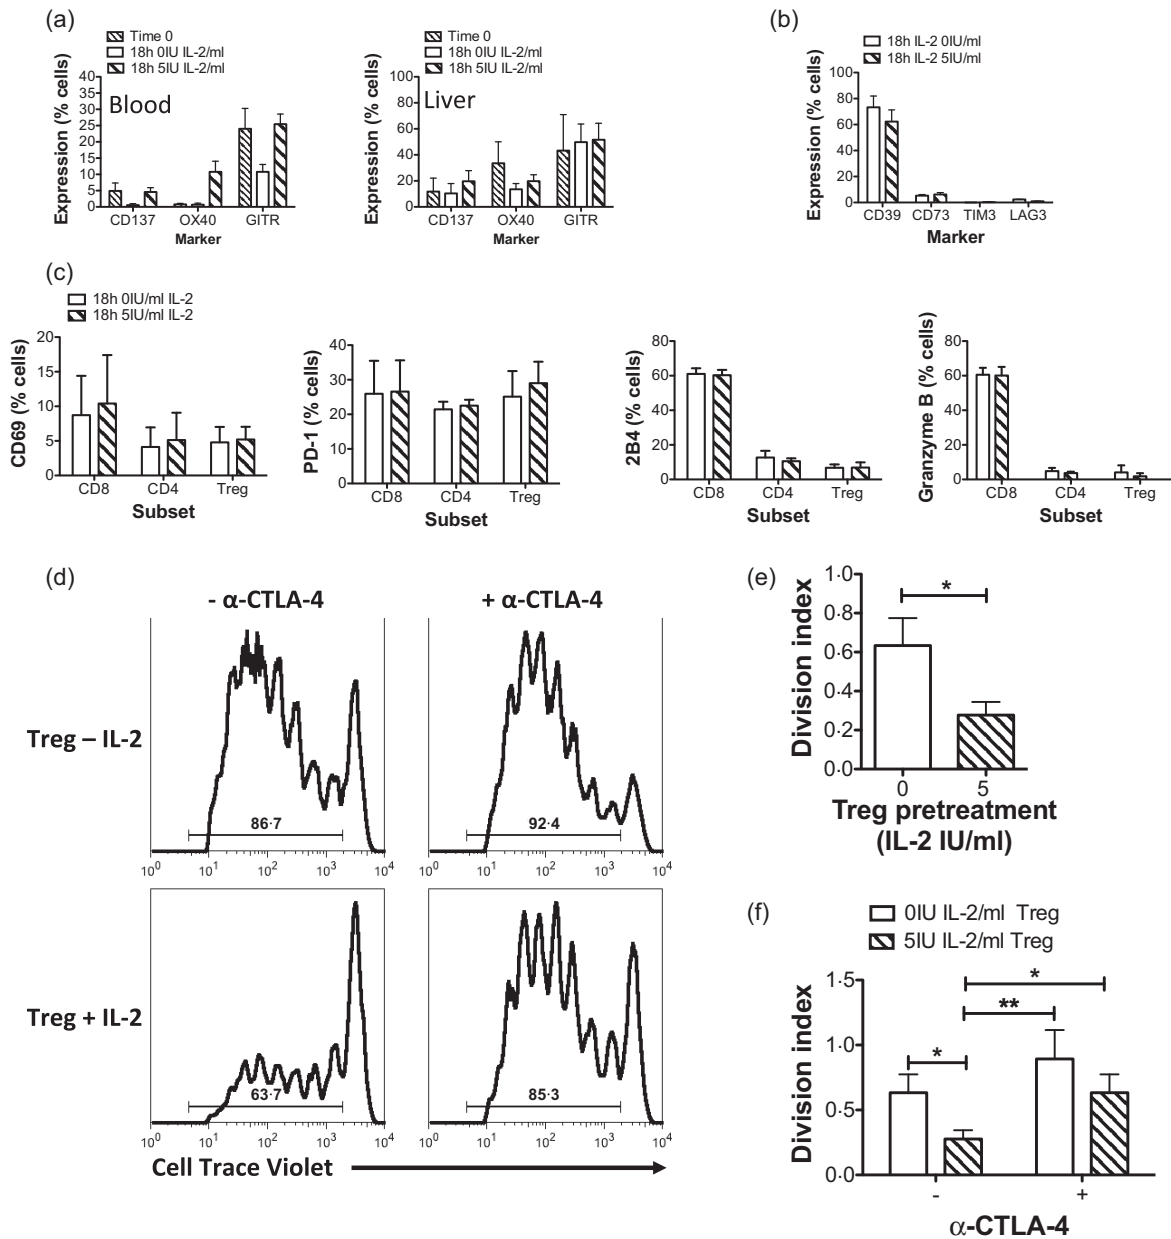 (a)
Time 0
18h 0IU IL-2/ml
18h 5IU IL-2/ml
Expression (% cells)
40
35
30
25
20
15
10
5
0
Blood
CD137 OX40 GITR
Marker
Time 0
18h 0IU IL-2/ml
18h 5IU IL-2/ml
Expression (% cells)
100
80
60
40
20
0
Liver
CD137 OX40 GITR
Marker
(b)
18h IL-2 0IU/ml
18h IL-2 5IU/ml
Expression (% cells)
100
80
60
40
20
0
CD39 CD73 TIM3 LAG3
Marker
(c)
18h 0IU/ml IL-2
18h 5IU/ml IL-2
CD69 (% cells)
20
15
10
5
0
CD8 CD4 Treg
Subset
PD-1 (% cells)
40
30
20
10
0
CD8 CD4 Treg
Subset
2B4 (% cells)
80
60
40
20
0
CD8 CD4 Treg
Subset
Granzyme B (% cells)
80
60
40
20
0
CD8 CD4 Treg
Subset
(d)
- α-CTLA-4 + α-CTLA-4
Treg – IL-2
86·7
10⁰ 10¹ 10² 10³ 10⁴
92·4
10⁰ 10¹ 10² 10³ 10⁴
Treg + IL-2
63·7
10⁰ 10¹ 10² 10³ 10⁴
85·3
10⁰ 10¹ 10² 10³ 10⁴
Cell Trace Violet
(e)
Division index
1·0
0·8
0·6
0·4
0·2
0·0
*
0 5
Treg pretreatment
(IL-2 IU/ml)
(f)
0IU IL-2/ml Treg
5IU IL-2/ml Treg
Division index
1·5
1·0
0·5
0·0
*
**
*
- +
α-CTLA-4